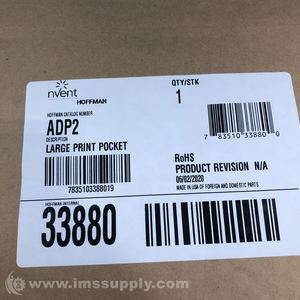 nvent
HOFFMAN
QTY/STK
1
HOFFMAN CATALOG NUMBER
ADP2
DESCRIPTION
LARGE PRINT POCKET
7 83510 33880 0
7835103388019
RoHS
PRODUCT REVISION N/A
06/02/2020
MADE IN USA OF FOREIGN AND DOMESTIC PARTS
HOFFMAN INTERNAL
33880
© www.imssupply.com